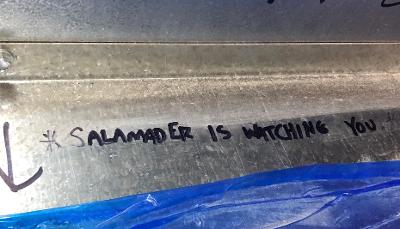 * SALAMADER IS WATCHING YOU.